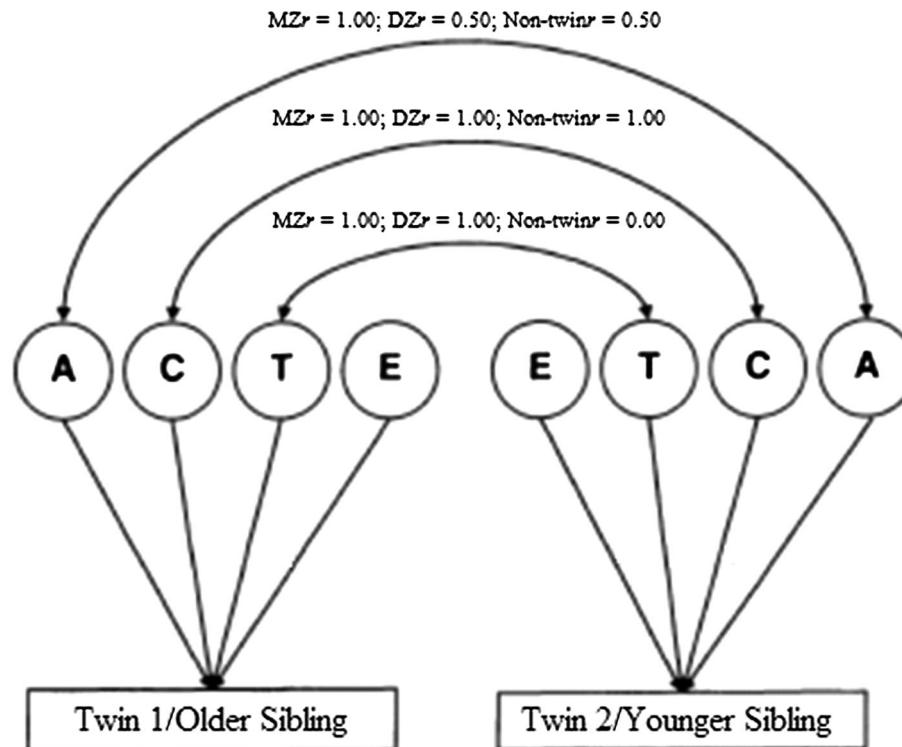 MZr = 1.00; DZr = 0.50; Non-twinr = 0.50
MZr = 1.00; DZr = 1.00; Non-twinr = 1.00
MZr = 1.00; DZr = 1.00; Non-twinr = 0.00
A C T E E T C A
Twin 1/Older Sibling Twin 2/Younger Sibling